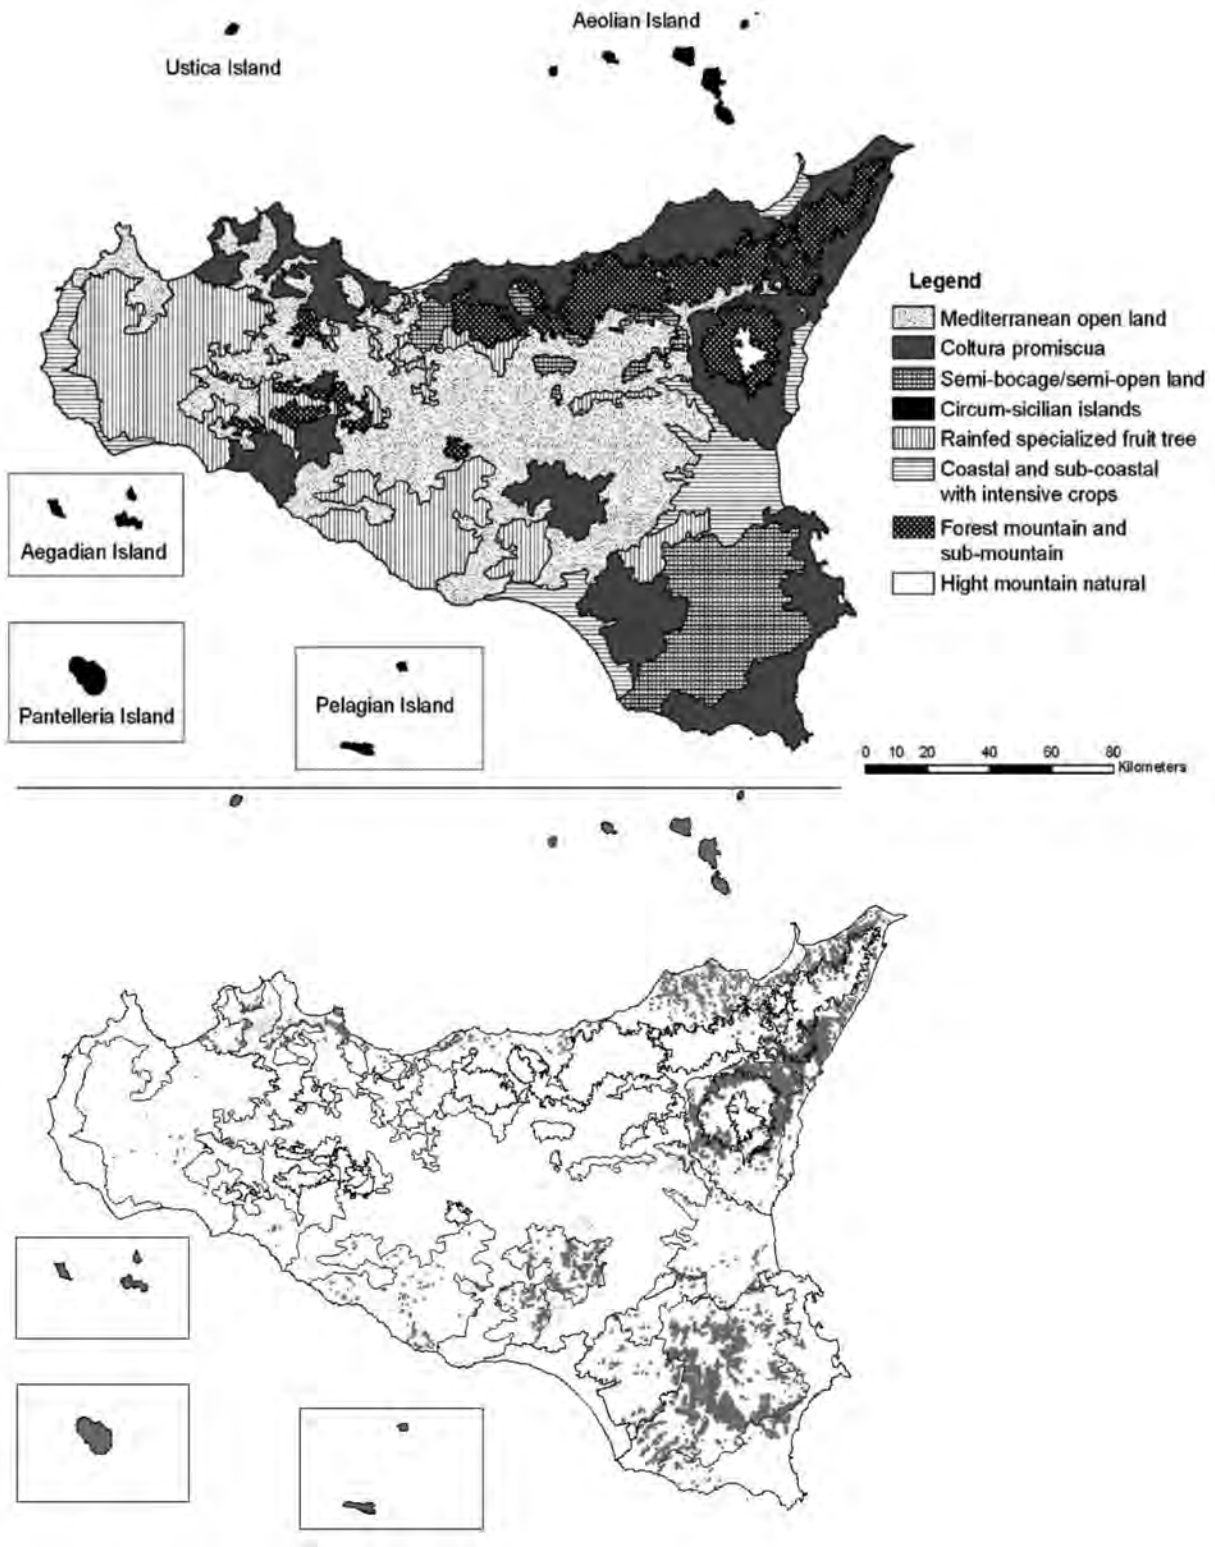 Aeolian Island
Ustica Island
Legend
Mediterranean open land
Coltura promiscua
Semi-bocage/semi-open land
Circum-sicilian islands
Rainfed specialized fruit tree
Coastal and sub-coastal
with intensive crops
Forest mountain and
sub-mountain
Hight mountain natural
Aegadian Island
Pantelleria Island
Pelagian Island
0 10 20 40 60 80
Kilometers